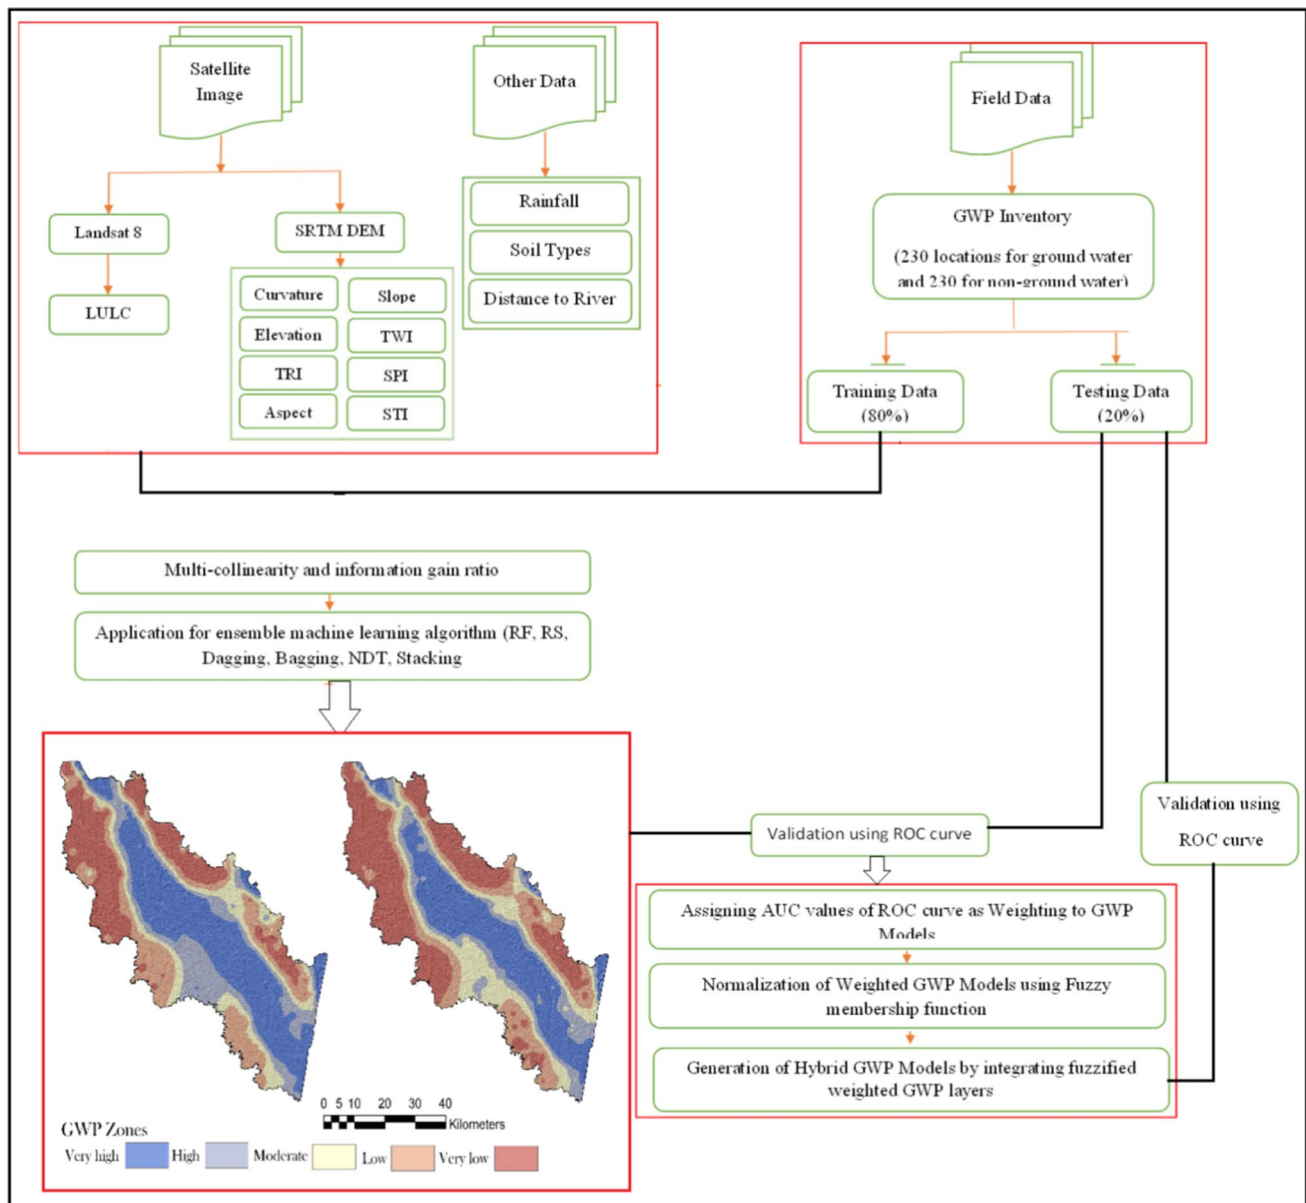 Satellite
Image
Other Data
Field Data
Landsat 8
LULC
SRTM DEM
Curvature
Slope
Elevation
TWI
TRI
SPI
Aspect
STI
Rainfall
Soil Types
Distance to River
GWP Inventory
(230 locations for ground water
and 230 for non-ground water)
Training Data
(80%)
Testing Data
(20%)
Multi-collinearity and information gain ratio
Application for ensemble machine learning algorithm (RF, RS,
Dagging, Bagging, NDT, Stacking
Validation using ROC curve
Validation using
ROC curve
Assigning AUC values of ROC curve as Weighting to GWP
Models
Normalization of Weighted GWP Models using Fuzzy
membership function
Generation of Hybrid GWP Models by integrating fuzzified
weighted GWP layers
0 5 10 20 30 40
Kilometers
GWP Zones
Very high High Moderate Low Very low